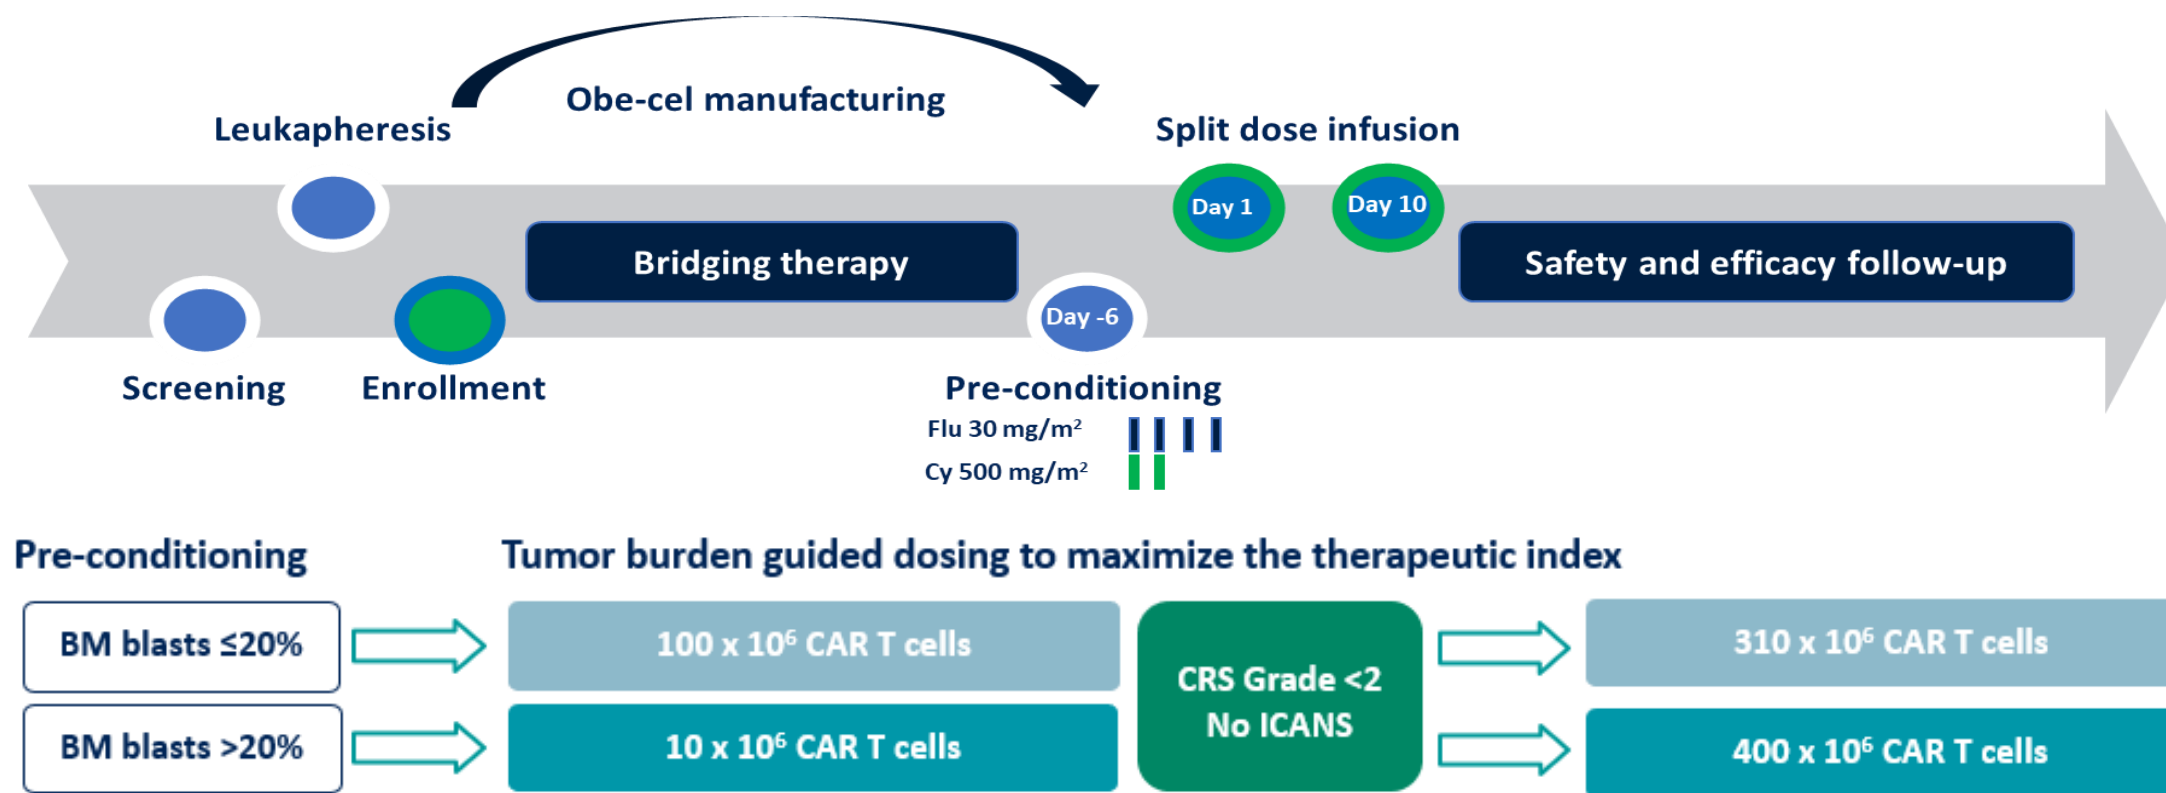 Obe-cel manufacturing
Leukapheresis
Split dose infusion
Day 1
Day 10
Bridging therapy
Safety and efficacy follow-up
Day -6
Screening
Enrollment
Pre-conditioning
Flu 30 mg/m²
Cy 500 mg/m²
Pre-conditioning
Tumor burden guided dosing to maximize the therapeutic index
BM blasts ≤20%
100 x 10⁶ CAR T cells
CRS Grade <2
No ICANS
310 x 10⁶ CAR T cells
BM blasts >20%
10 x 10⁶ CAR T cells
400 x 10⁶ CAR T cells